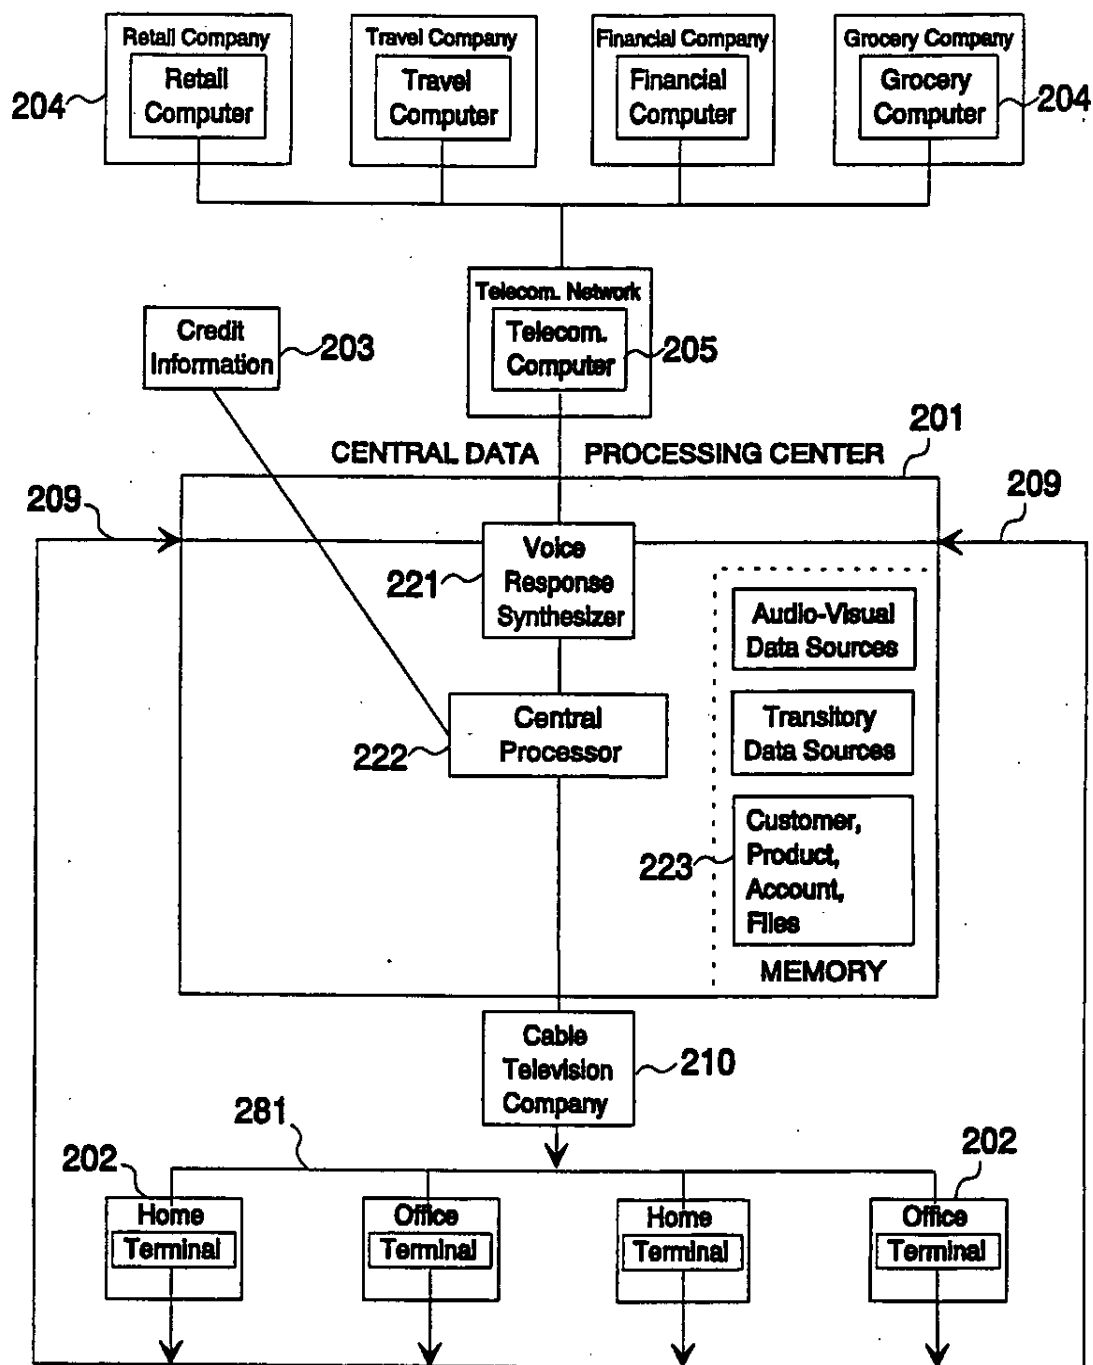 Retail Company
Retail
Computer
204
Travel Company
Travel
Computer
Financial Company
Financial
Computer
Grocery Company
Grocery
Computer
204
Telecom. Network
Telecom.
Computer
205
Credit
Information
203
CENTRAL DATA PROCESSING CENTER
201
209
209
Voice
Response
Synthesizer
221
Central
Processor
222
Audio-Visual
Data Sources
Transitory
Data Sources
Customer,
Product,
Account,
Files
223
MEMORY
Cable
Television
Company
210
281
202
202
Home
Terminal
Office
Terminal
Home
Terminal
Office
Terminal